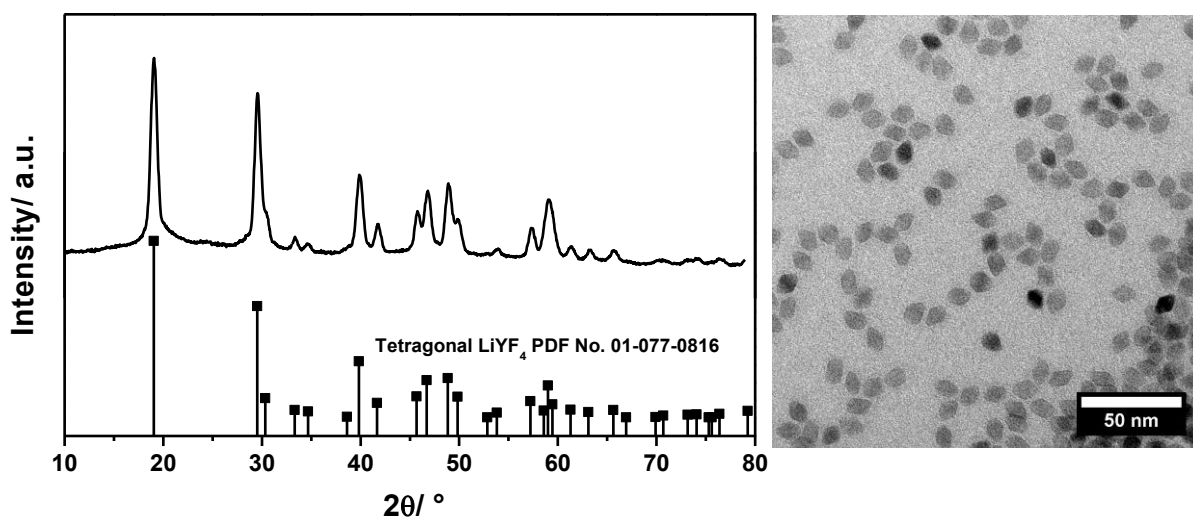 Intensity/ a.u.
Tetragonal LiYF₄ PDF No. 01-077-0816
10 20 30 40 50 60 70 80
2θ/ °
50 nm